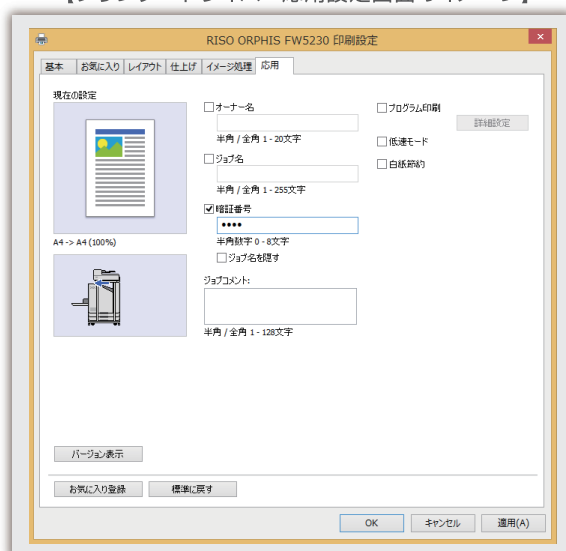 RISO ORPHIS FW5230 印刷設定
基本 お気に入り レイアウト 仕上げ イメージ処理 応用
現在の設定
A4 -> A4 (100%)
オーナー名
半角 / 全角 1 - 20文字
ジョブ名
半角 / 全角 1 - 255文字
暗証番号
••••
半角数字 0 - 8文字
ジョブ名を隠す
ジョブコメント:
半角 / 全角 1 - 128文字
プログラム印刷
詳細設定
低速モード
白紙節約
バージョン表示
お気に入り登録 標準に戻す
OK キャンセル 適用(A)